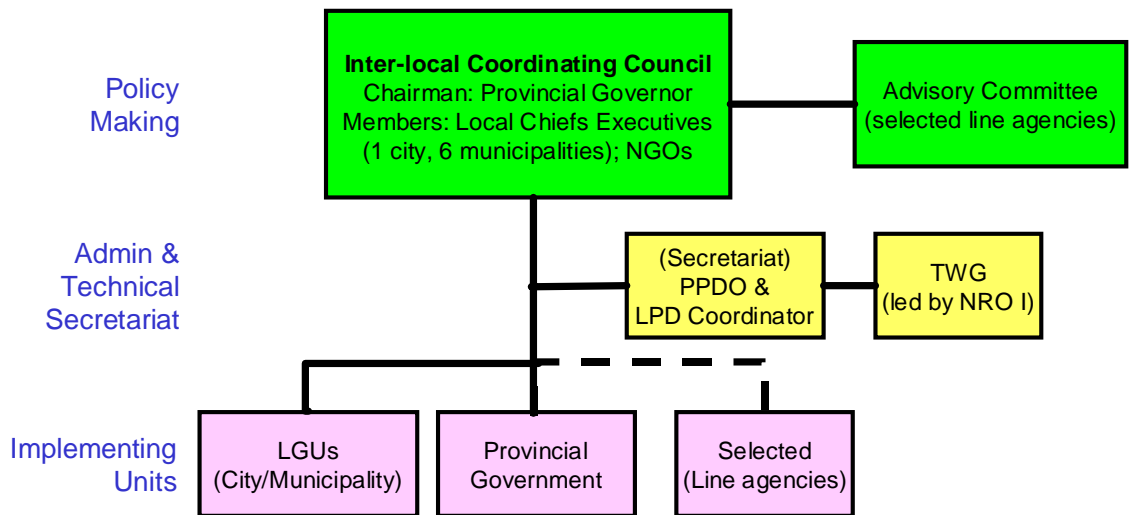 Policy
Making
Inter-local Coordinating Council
Chairman: Provincial Governor
Members: Local Chiefs Executives
(1 city, 6 municipalities); NGOs
Advisory Committee
(selected line agencies)
Admin &
Technical
Secretariat
(Secretariat)
PPDO &
LPD Coordinator
TWG
(led by NRO I)
Implementing
Units
LGUs
(City/Municipality)
Provincial
Government
Selected
(Line agencies)